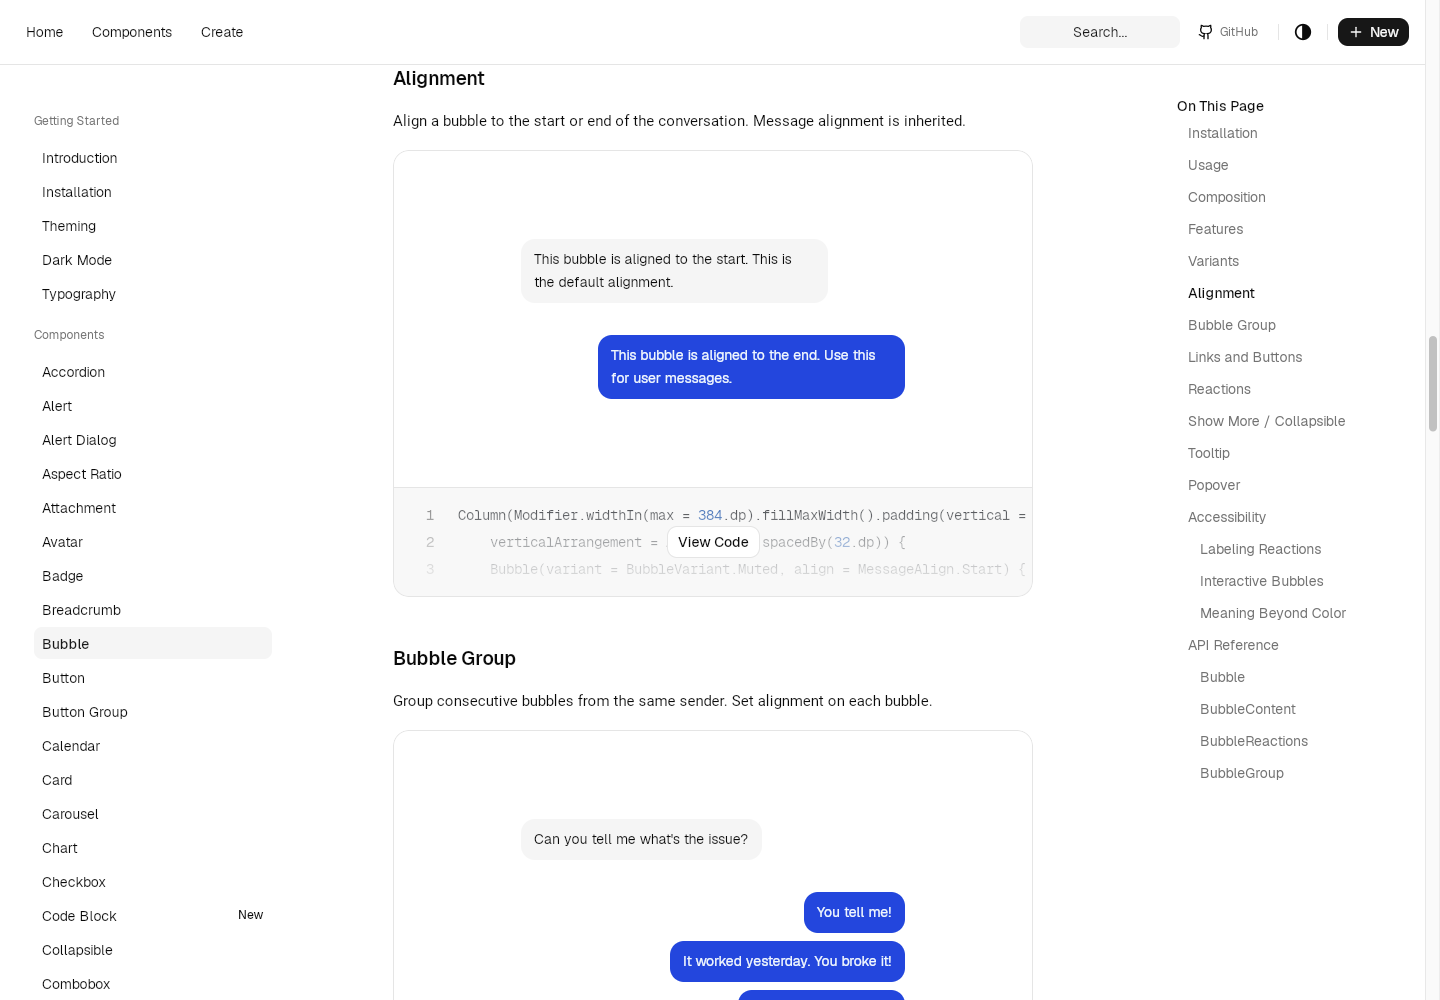 Home
Components
Create
Search...
GitHub
New
Getting Started
Introduction
Installation
Theming
Dark Mode
Typography
Components
Accordion
Alert
Alert Dialog
Aspect Ratio
Attachment
Avatar
Badge
Breadcrumb
Bubble
Button
Button Group
Calendar
Card
Carousel
Chart
Checkbox
Code Block New
Collapsible
Combobox
Alignment
Align a bubble to the start or end of the conversation. Message alignment is inherited.
This bubble is aligned to the start. This is
the default alignment.
This bubble is aligned to the end. Use this
for user messages.
1 Column(Modifier.widthIn(max = 384.dp).fillMaxWidth().padding(vertical =
2 verticalArrangement = spacedBy(32.dp)) {
View Code
3 Bubble(variant = BubbleVariant.Muted, align = MessageAlign.Start) {
Bubble Group
Group consecutive bubbles from the same sender. Set alignment on each bubble.
Can you tell me what's the issue?
You tell me!
It worked yesterday. You broke it!
On This Page
Installation
Usage
Composition
Features
Variants
Alignment
Bubble Group
Links and Buttons
Reactions
Show More / Collapsible
Tooltip
Popover
Accessibility
Labeling Reactions
Interactive Bubbles
Meaning Beyond Color
API Reference
Bubble
BubbleContent
BubbleReactions
BubbleGroup